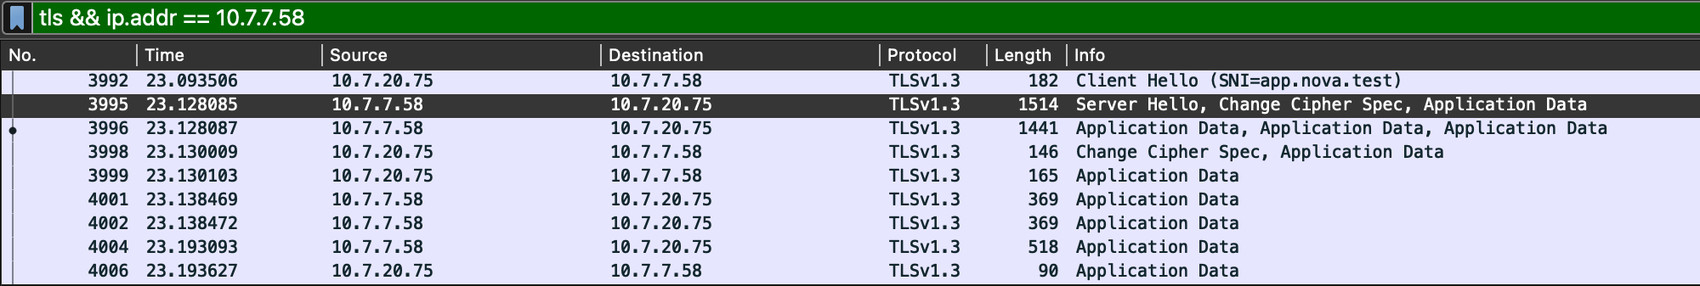 tls && ip.addr == 10.7.7.58
No. Time Source Destination Protocol Length Info
3992 23.093506 10.7.20.75 10.7.7.58 TLSv1.3 182 Client Hello (SNI=app.nova.test)
3995 23.128085 10.7.7.58 10.7.20.75 TLSv1.3 1514 Server Hello, Change Cipher Spec, Application Data
3996 23.128087 10.7.7.58 10.7.20.75 TLSv1.3 1441 Application Data, Application Data, Application Data
3998 23.130009 10.7.20.75 10.7.7.58 TLSv1.3 146 Change Cipher Spec, Application Data
3999 23.130103 10.7.20.75 10.7.7.58 TLSv1.3 165 Application Data
4001 23.138469 10.7.7.58 10.7.20.75 TLSv1.3 369 Application Data
4002 23.138472 10.7.7.58 10.7.20.75 TLSv1.3 369 Application Data
4004 23.193093 10.7.7.58 10.7.20.75 TLSv1.3 518 Application Data
4006 23.193627 10.7.20.75 10.7.7.58 TLSv1.3 90 Application Data